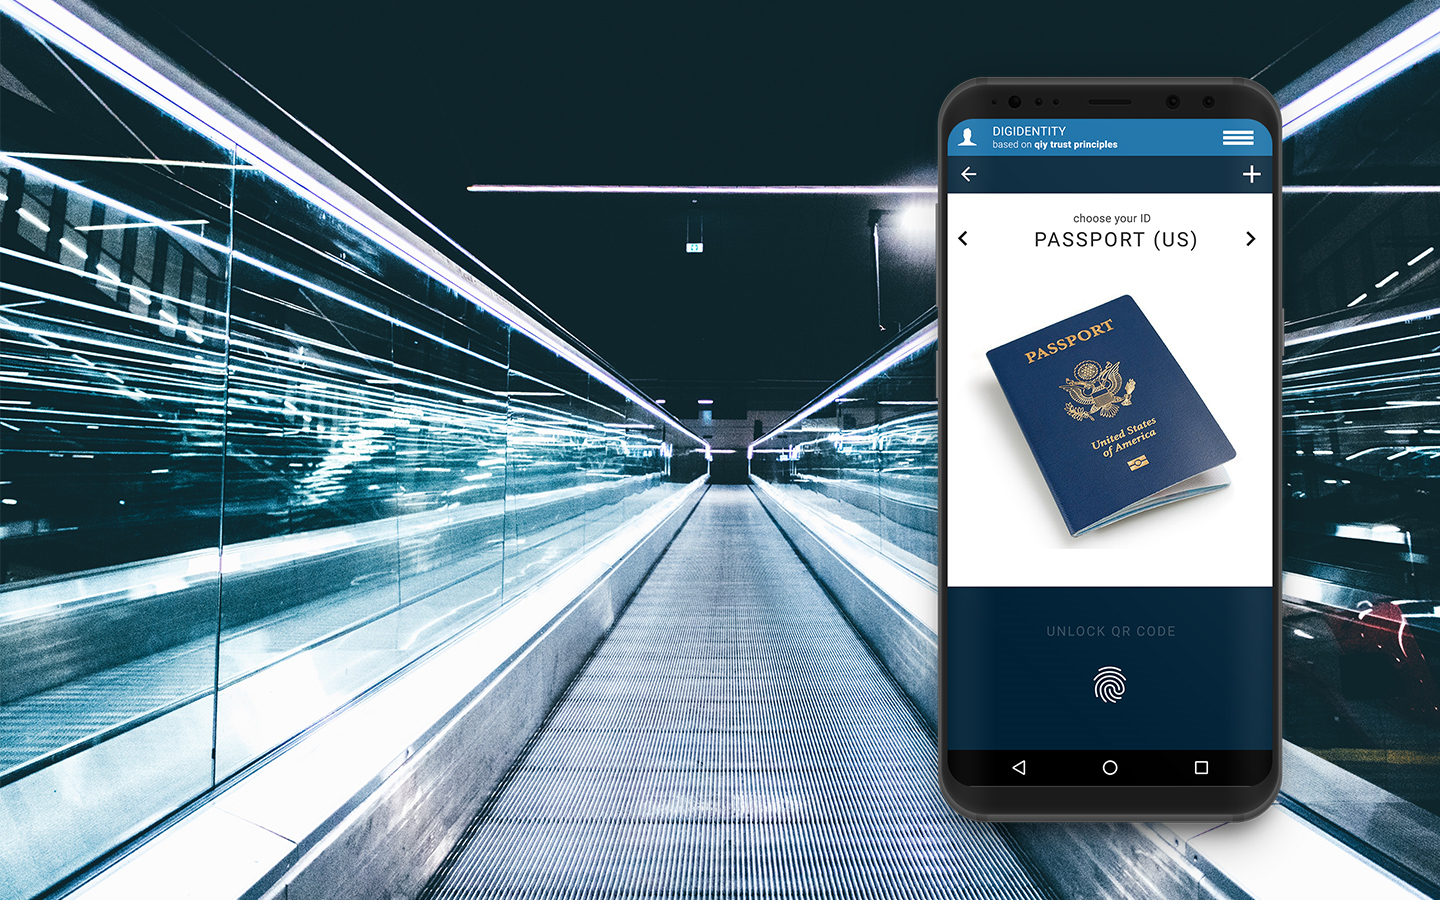 DIGIDENTITY
based on qiy trust principles
choose your ID
PASSPORT (US)
PASSPORT
United States
of America
UNLOCK QR CODE